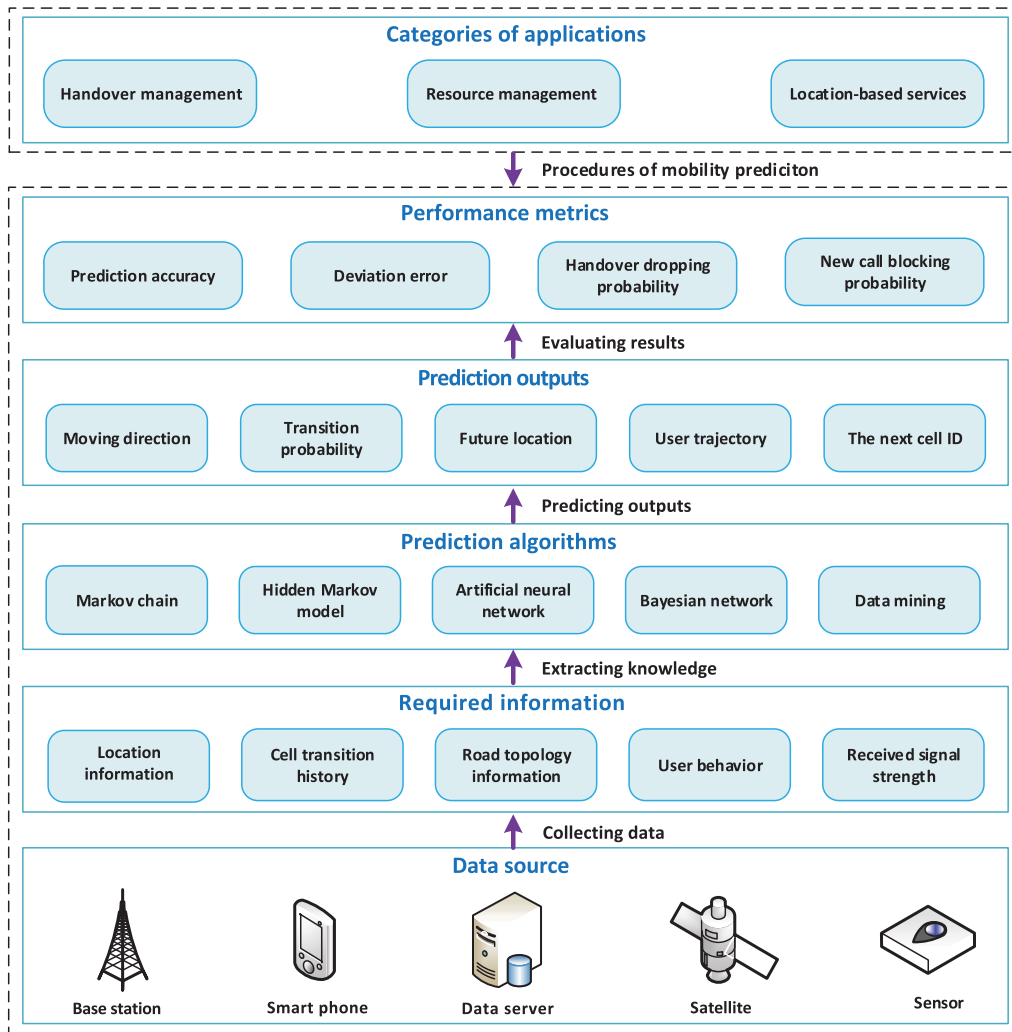 Categories of applications
Handover management
Resource management
Location-based services
Procedures of mobility prediciton
Performance metrics
Prediction accuracy
Deviation error
Handover dropping
probability
New call blocking
probability
Evaluating results
Prediction outputs
Moving direction
Transition
probability
Future location
User trajectory
The next cell ID
Predicting outputs
Prediction algorithms
Markov chain
Hidden Markov
model
Artificial neural
network
Bayesian network
Data mining
Extracting knowledge
Required information
Location
information
Cell transition
history
Road topology
information
User behavior
Received signal
strength
Collecting data
Data source
Base station
Smart phone
Data server
Satellite
Sensor